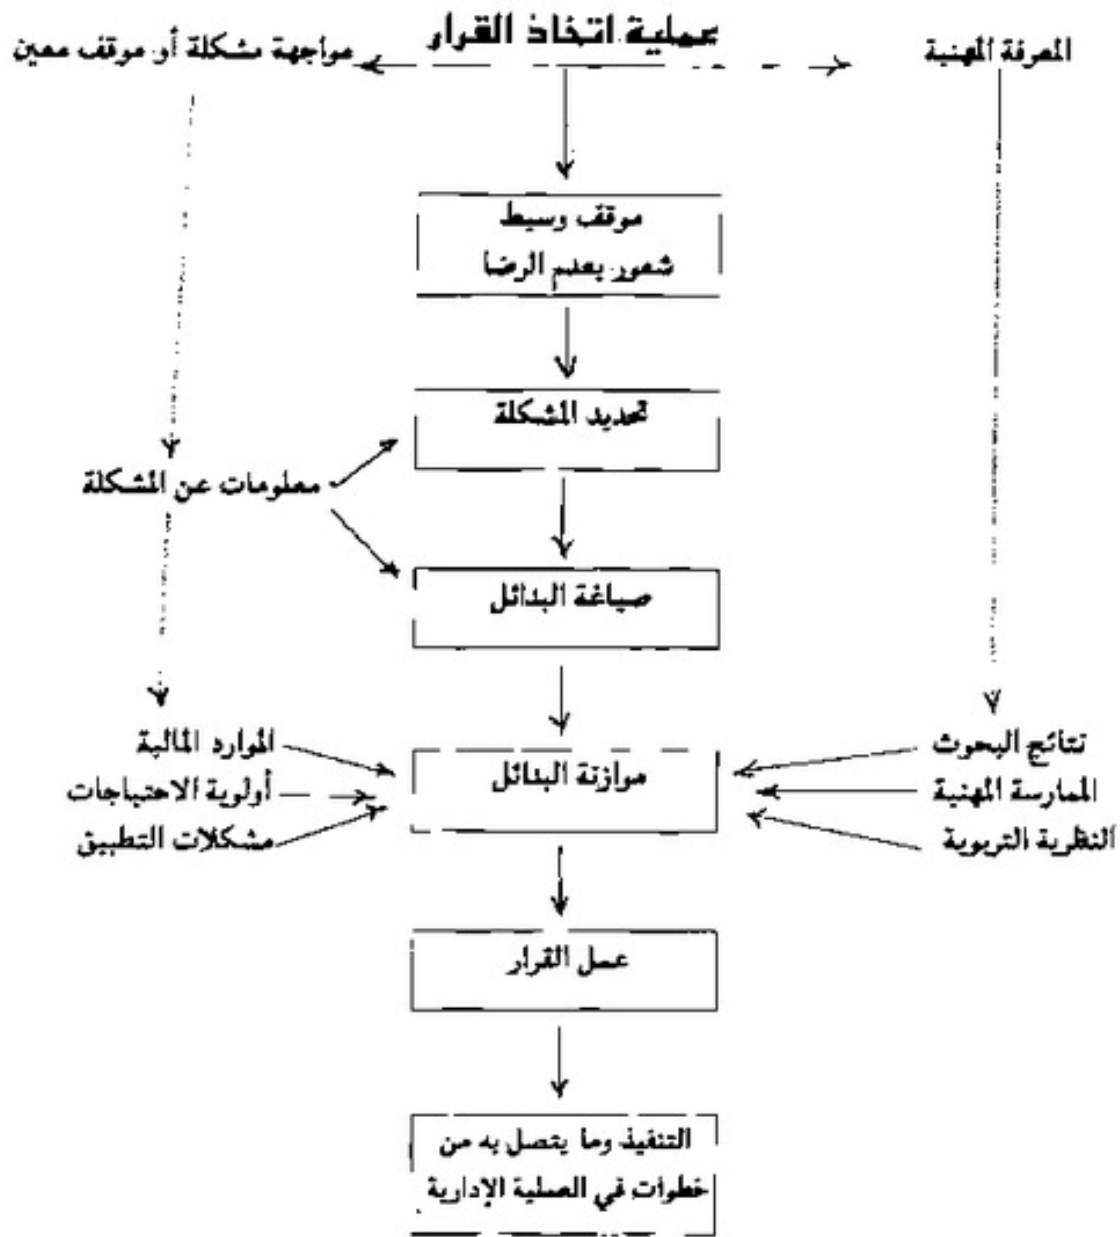 عملية اتخاذ القرار
المعرفة المهنية
مواجهة مشكلة أو موقف معين
موقف وسيط
شعور بعدم الرضا
تحديد المشكلة
معلومات عن المشكلة
صياغة البدائل
نتائج البحوث
الممارسة المهنية
النظرية التربوية
موازنة البدائل
الموارد المالية
أولوية الاحتياجات
مشكلات التطبيق
عمل القرار
التنفيذ وما يتصل به من
خطوات في العملية الإدارية